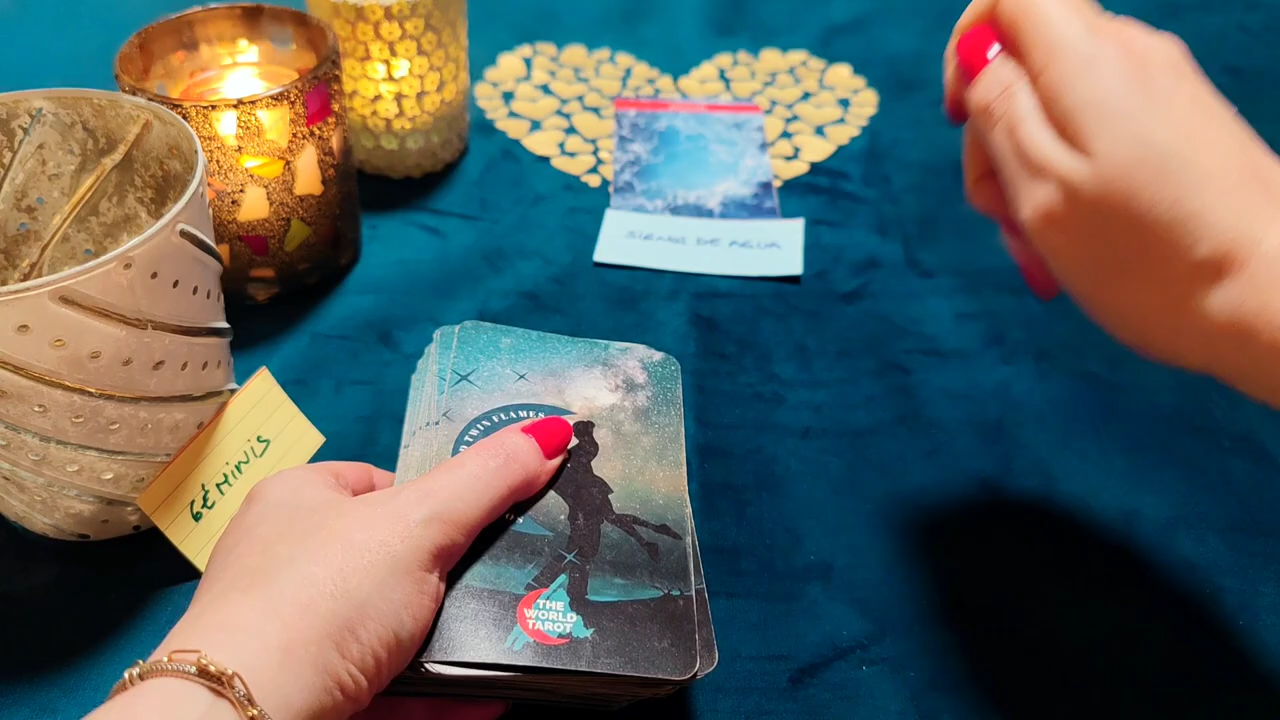 SIGNOS DE AGUA
GÉMINIS
TWIN FLAMES
THE
WORLD
TAROT